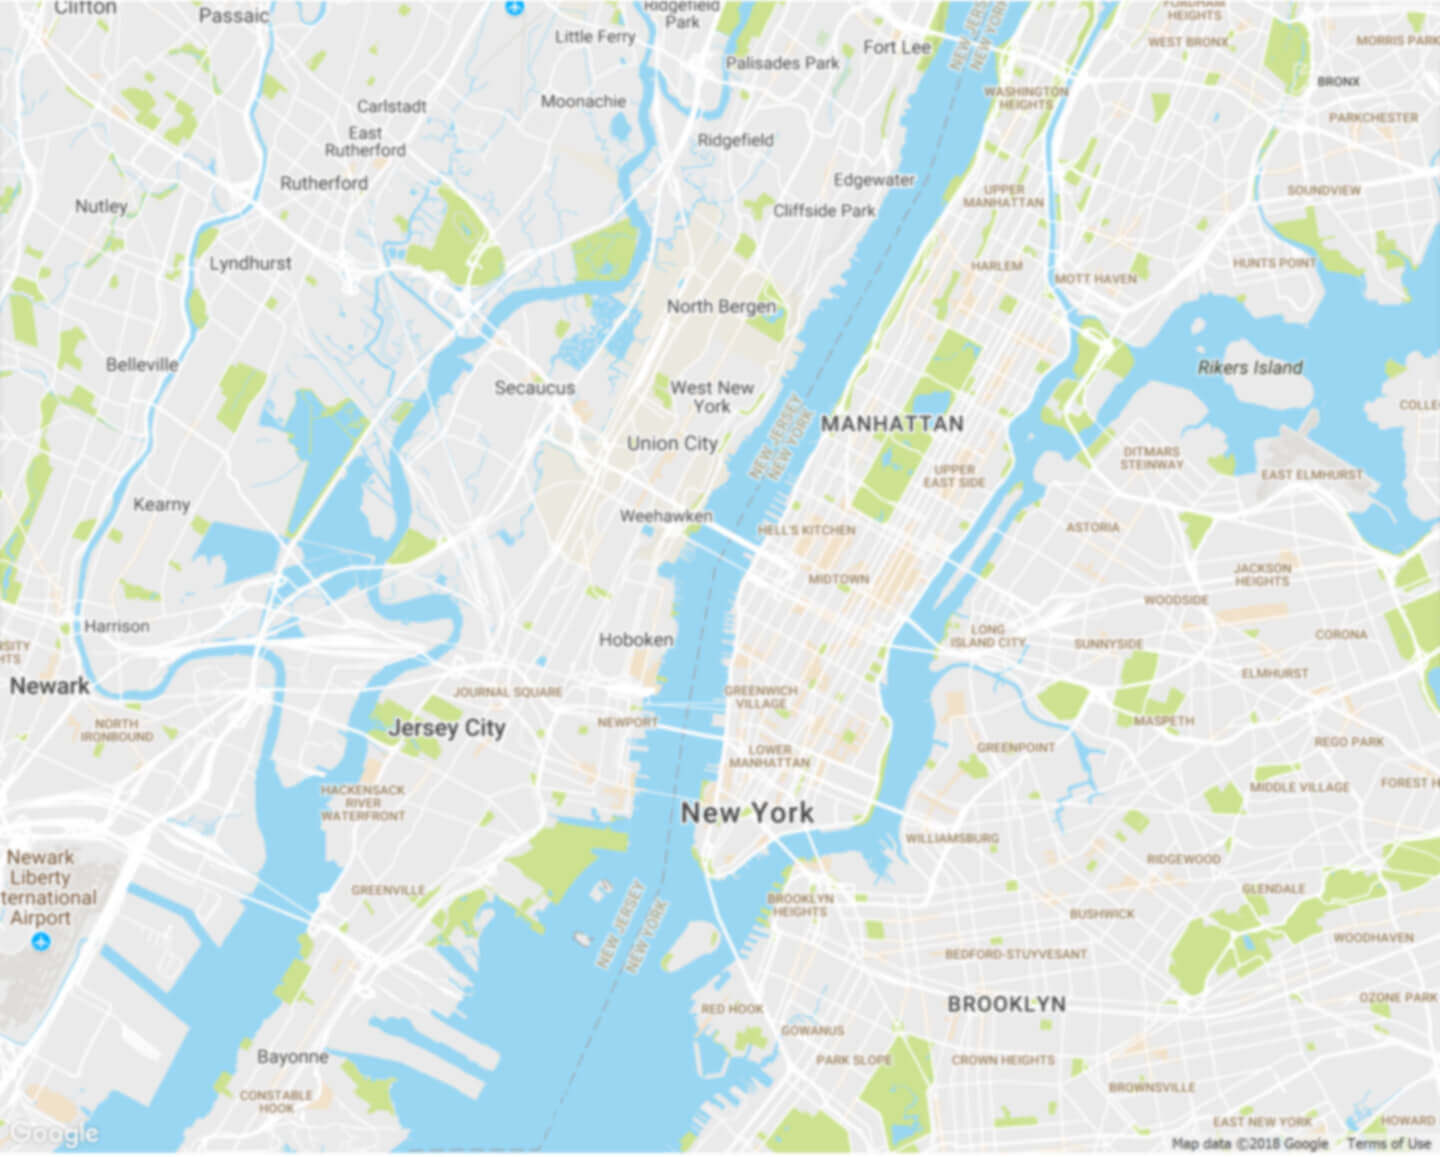 Clifton
Passaic
Little Ferry
Ridgefield
Park
Fort Lee
NEW JERSEY
NEW YORK
FORDHAM
HEIGHTS
WEST BRONX
MORRIS PARK
Palisades Park
BRONX
Carlstadt
Moonachie
WASHINGTON
HEIGHTS
PARKCHESTER
East
Rutherford
Ridgefield
Rutherford
Edgewater
UPPER
MANHATTAN
SOUNDVIEW
Nutley
Cliffside Park
Lyndhurst
HARLEM
MOTT HAVEN
HUNTS POINT
North Bergen
Belleville
Rikers Island
Secaucus
West New
York
MANHATTAN
COLLE
NEW JERSEY
NEW YORK
Union City
DITMARS
STEINWAY
UPPER
EAST SIDE
EAST ELMHURST
Kearny
Weehawken
HELL'S KITCHEN
ASTORIA
MIDTOWN
JACKSON
HEIGHTS
WOODSIDE
Harrison
Hoboken
LONG
ISLAND CITY
SUNNYSIDE
CORONA
RSITY
HTS
Newark
JOURNAL SQUARE
GREENWICH
VILLAGE
ELMHURST
NORTH
IRONBOUND
Jersey City
NEWPORT
MASPETH
LOWER
MANHATTAN
GREENPOINT
REGO PARK
HACKENSACK
RIVER
WATERFRONT
MIDDLE VILLAGE
FOREST H
New York
WILLIAMSBURG
Newark
Liberty
ternational
Airport
RIDGEWOOD
GREENVILLE
BROOKLYN
HEIGHTS
GLENDALE
BUSHWICK
NEW JERSEY
NEW YORK
WOODHAVEN
BEDFORD-STUYVESANT
RED HOOK
BROOKLYN
OZONE PARK
GOWANUS
Bayonne
PARK SLOPE
CROWN HEIGHTS
BROWNSVILLE
CONSTABLE
HOOK
EAST NEW YORK
HOWARD
Google
Map data ©2018 Google
Terms of Use